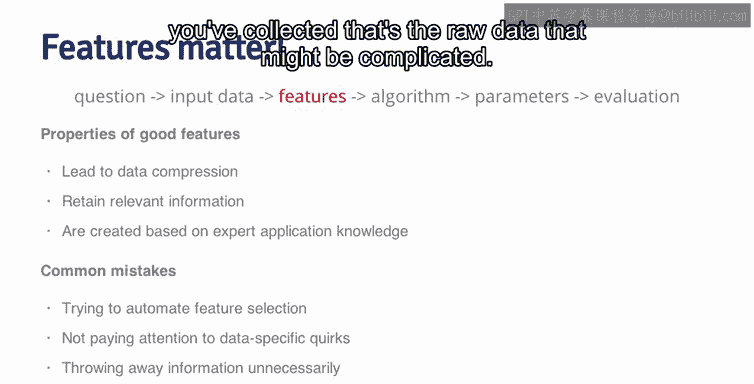 you've collected that's the raw data that
might be complicated.
Features matter!
question -> input data -> features -> algorithm -> parameters -> evaluation
Properties of good features
· Lead to data compression
· Retain relevant information
· Are created based on expert application knowledge
Common mistakes
· Trying to automate feature selection
· Not paying attention to data-specific quirks
· Throwing away information unnecessarily